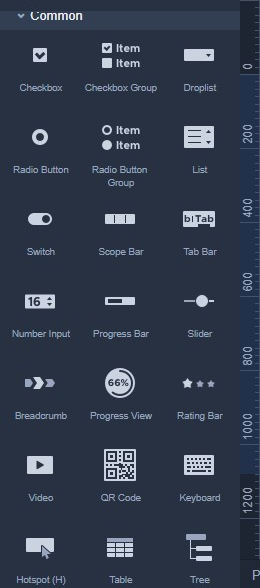 Common
Item
Item
Checkbox
Checkbox Group
Droplist
Item
Item
Radio Button
Radio Button
Group
List
bI Tab
Switch
Scope Bar
Tab Bar
16
Number Input
Progress Bar
Slider
66%
Breadcrumb
Progress View
Rating Bar
Video
QR Code
Keyboard
Hotspot (H)
Table
Tree
0
200
400
600
800
1000
1200
P